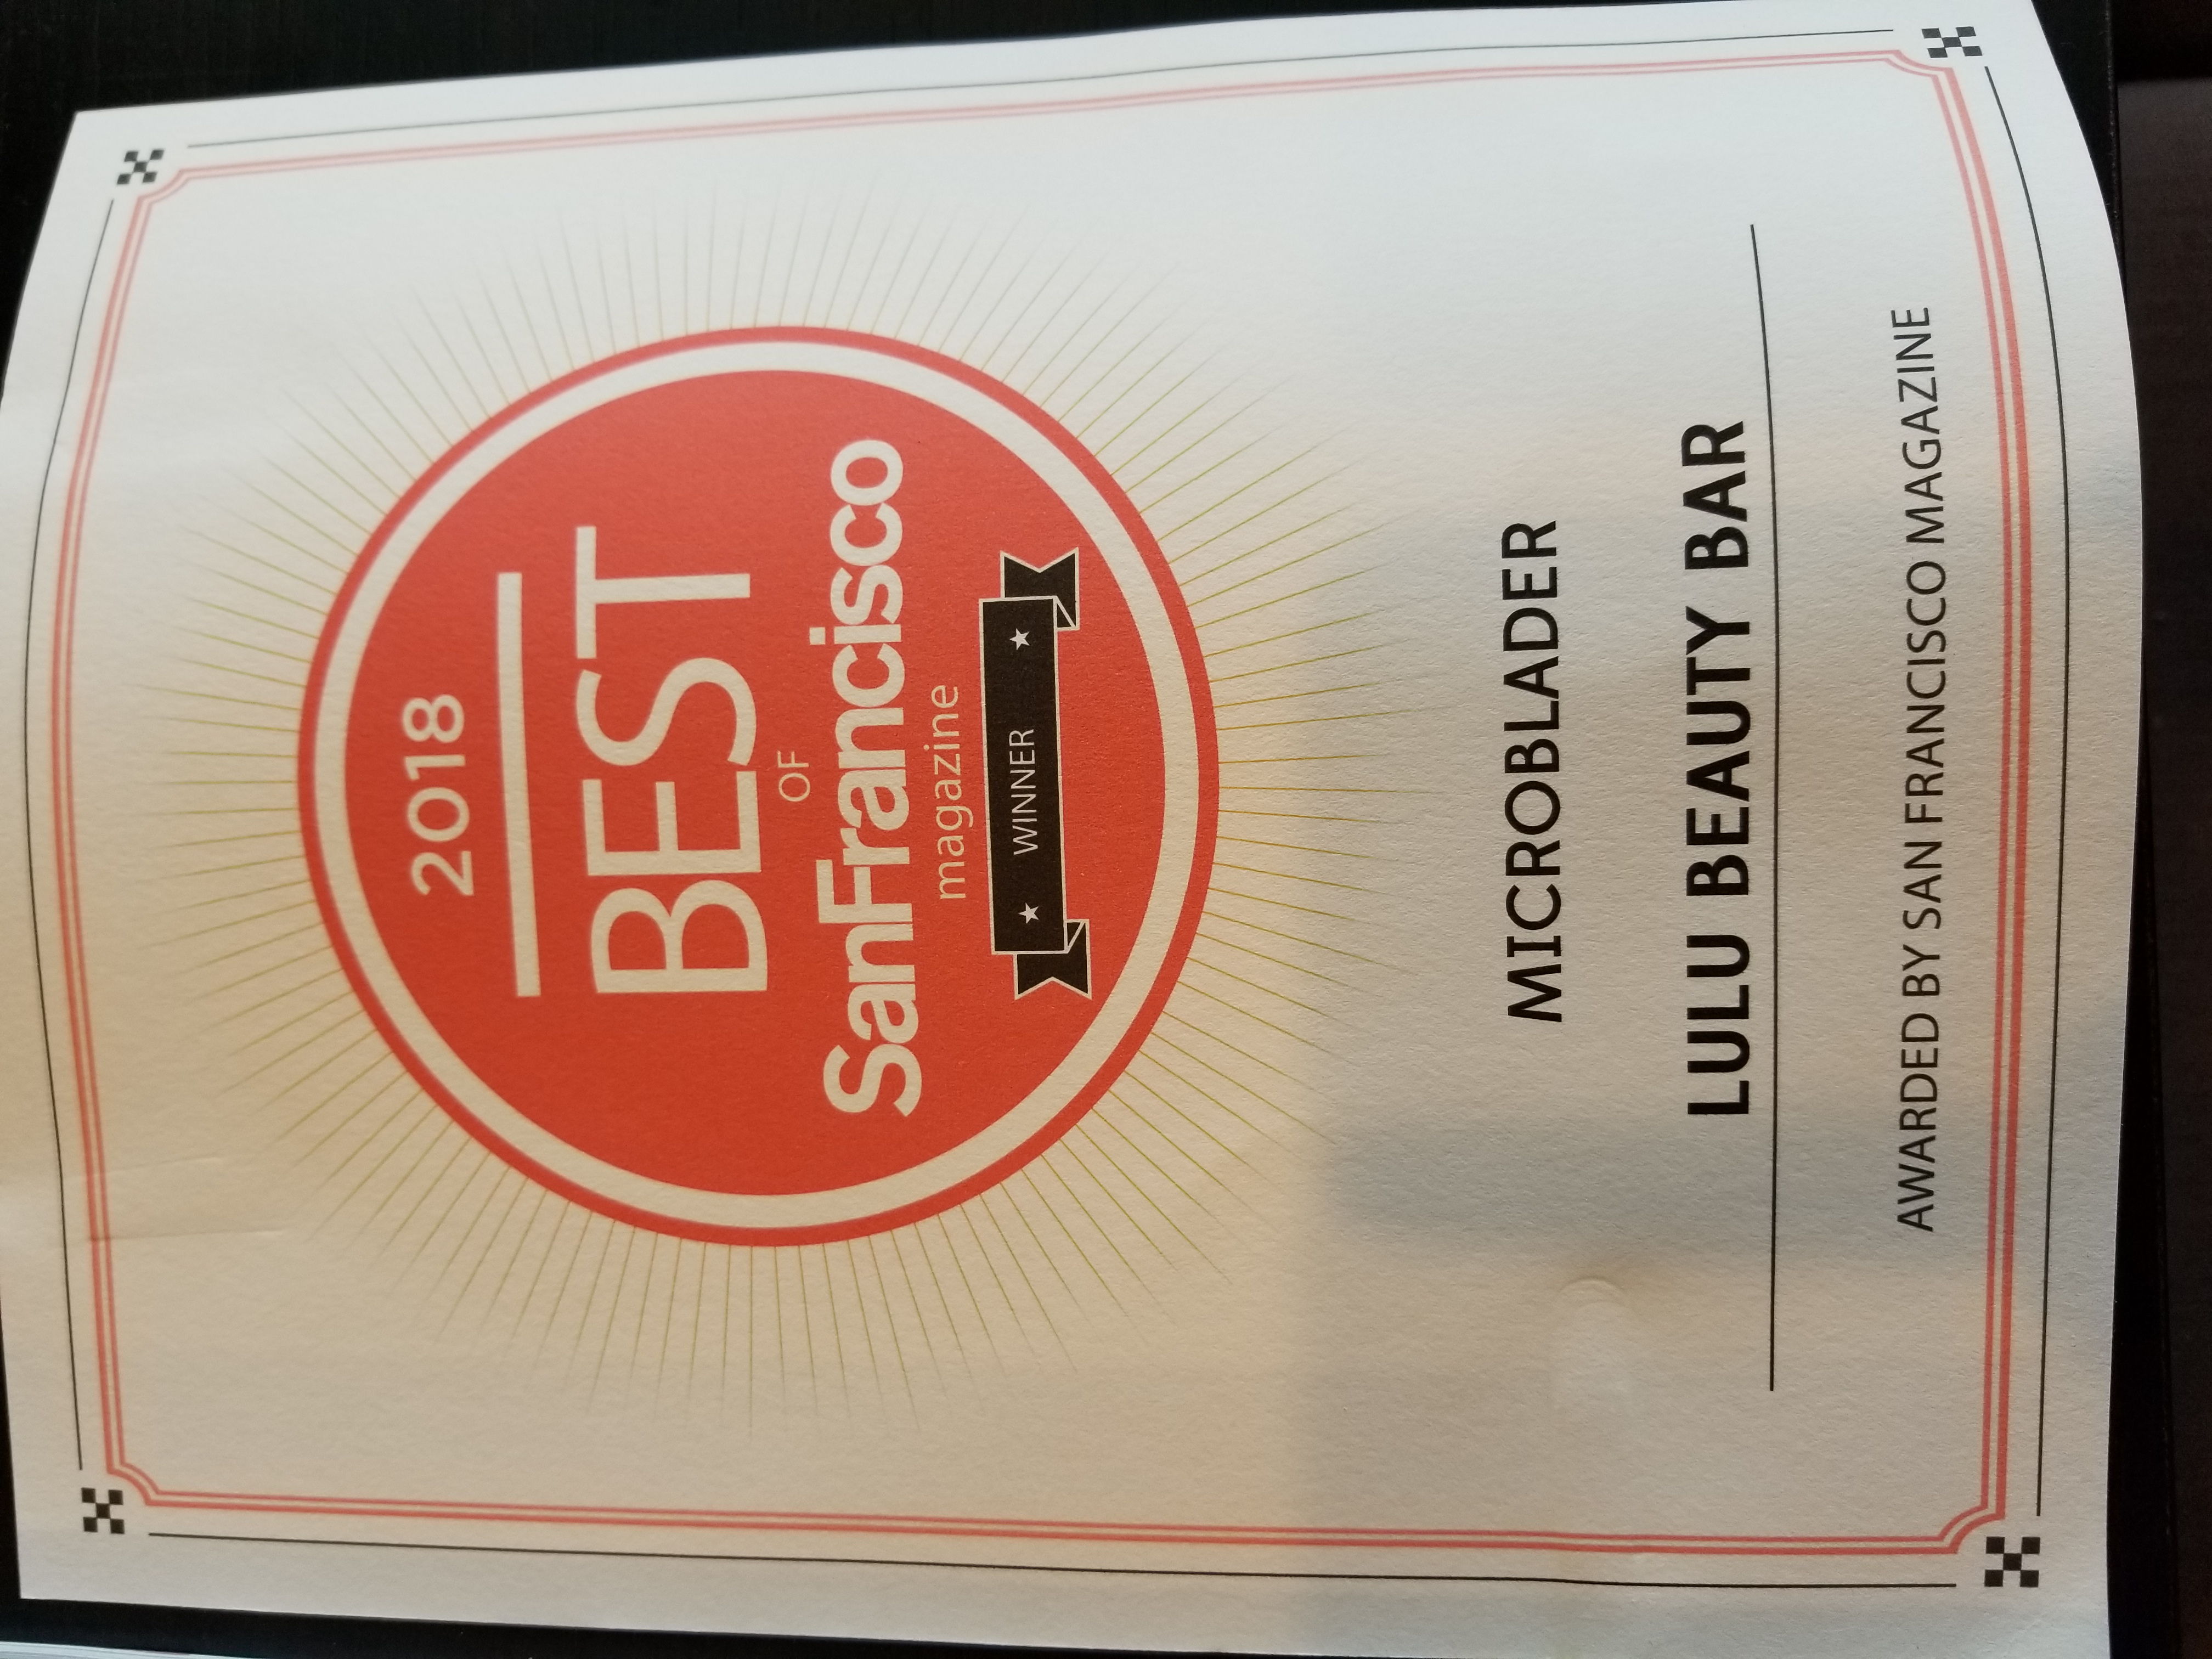 2018
BEST
OF
SanFrancisco
magazine
WINNER
MICROBLADER
LULU BEAUTY BAR
AWARDED BY SAN FRANCISCO MAGAZINE